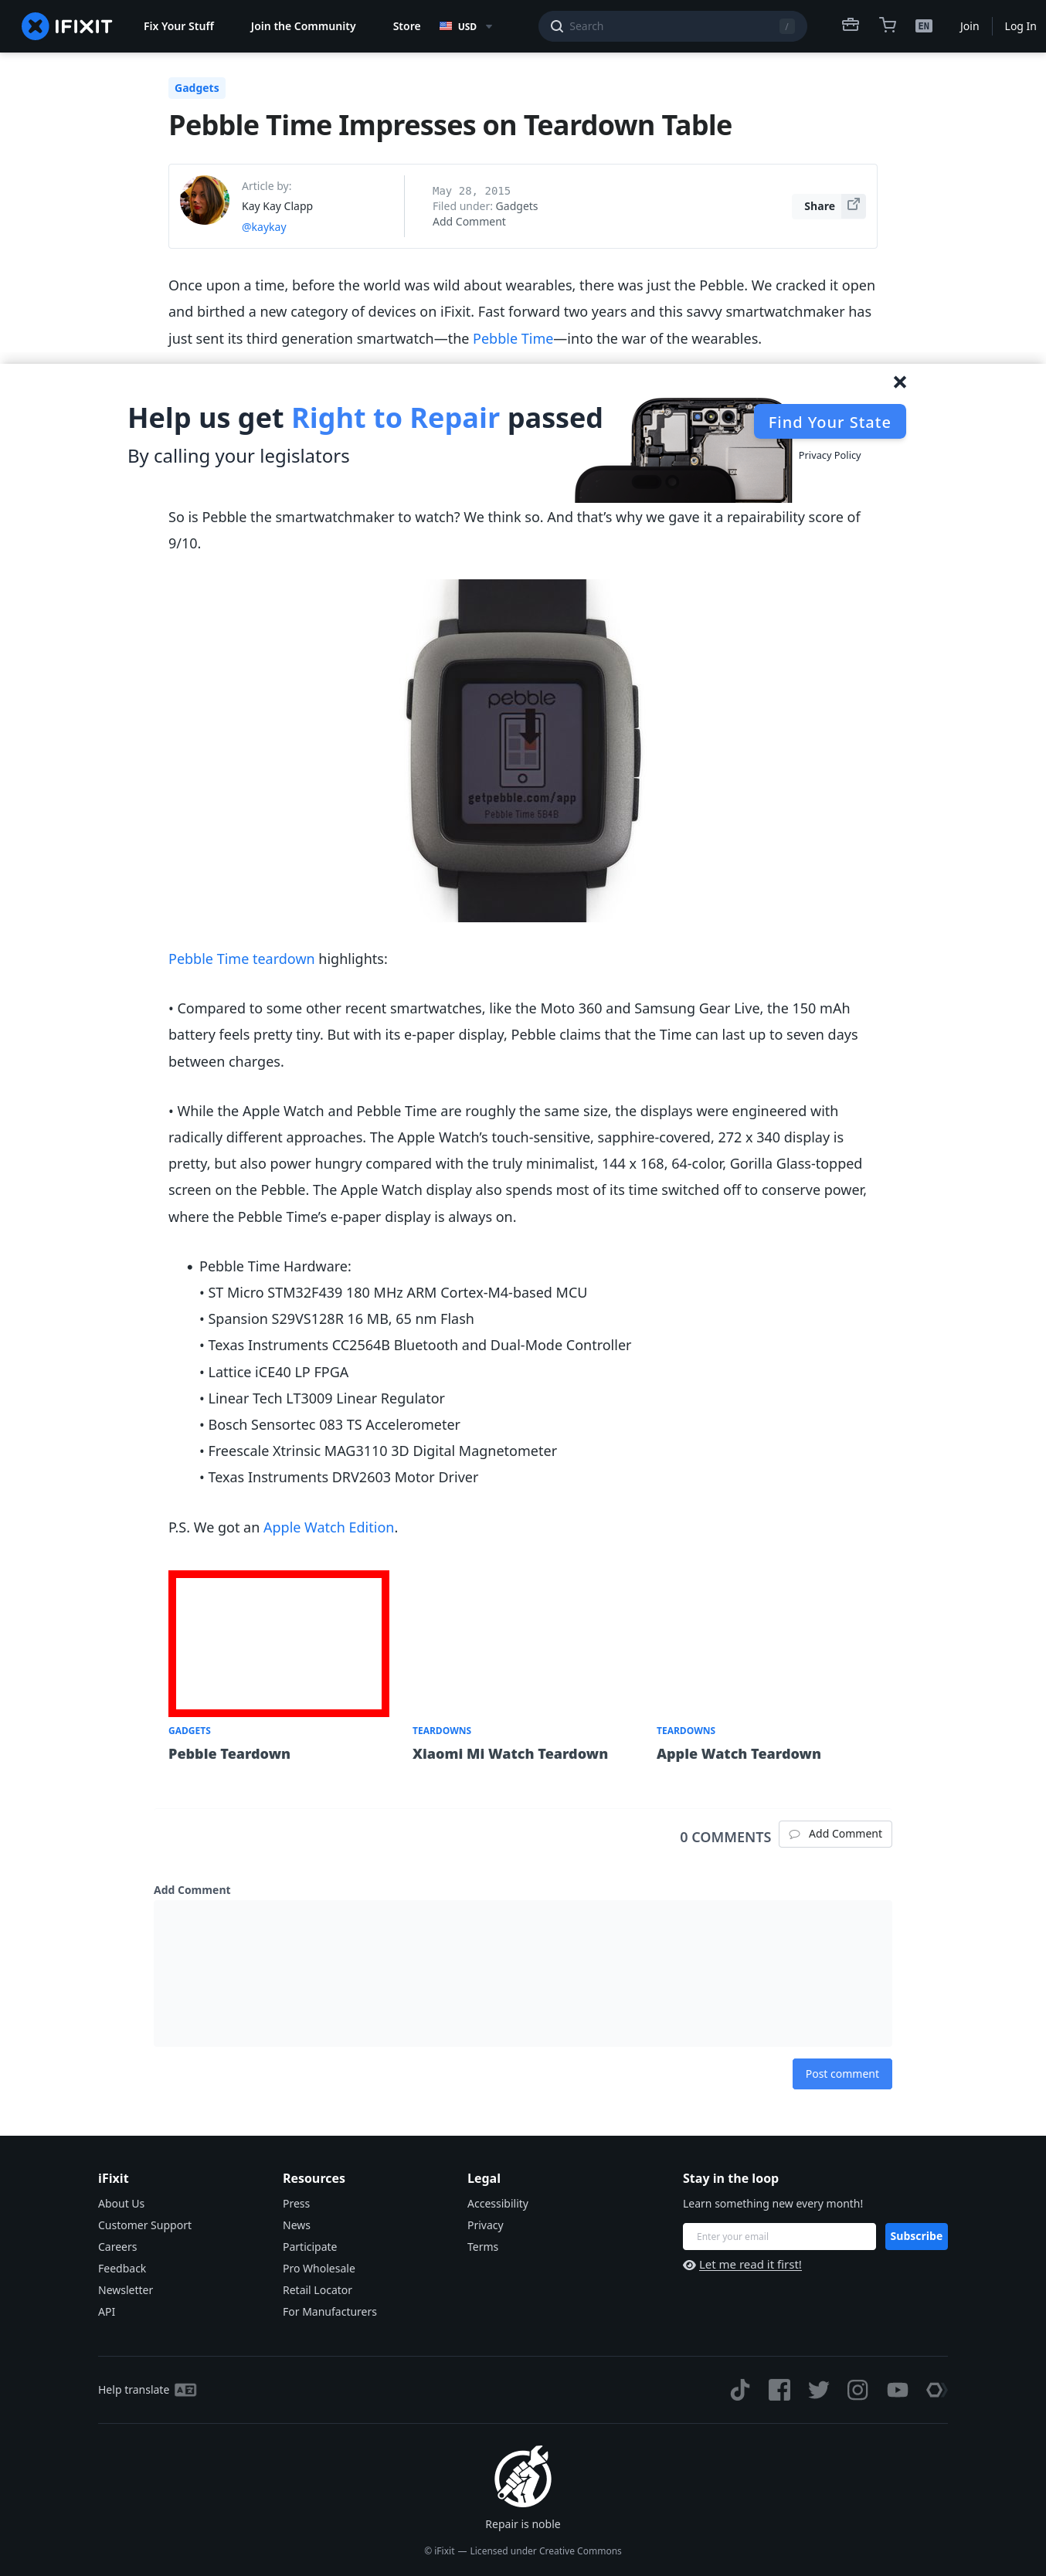 IFIXIT
Fix Your Stuff
Join the Community
Store
USD
Search
/
EN
Join
Log In
Gadgets
Pebble Time Impresses on Teardown Table
Article by:
Kay Kay Clapp
@kaykay
May 28, 2015
Filed under: Gadgets
Add Comment
Share
Once upon a time, before the world was wild about wearables, there was just the Pebble. We cracked it open
and birthed a new category of devices on iFixit. Fast forward two years and this savvy smartwatchmaker has
just sent its third generation smartwatch—the Pebble Time—into the war of the wearables.
Help us get Right to Repair passed
By calling your legislators
Find Your State
Privacy Policy
So is Pebble the smartwatchmaker to watch? We think so. And that’s why we gave it a repairability score of
9/10.
pebble
getpebble.com/app
Pebble Time 5B4B
Pebble Time teardown highlights:
• Compared to some other recent smartwatches, like the Moto 360 and Samsung Gear Live, the 150 mAh
battery feels pretty tiny. But with its e-paper display, Pebble claims that the Time can last up to seven days
between charges.
• While the Apple Watch and Pebble Time are roughly the same size, the displays were engineered with
radically different approaches. The Apple Watch’s touch-sensitive, sapphire-covered, 272 x 340 display is
pretty, but also power hungry compared with the truly minimalist, 144 x 168, 64-color, Gorilla Glass-topped
screen on the Pebble. The Apple Watch display also spends most of its time switched off to conserve power,
where the Pebble Time’s e-paper display is always on.
• Pebble Time Hardware:
• ST Micro STM32F439 180 MHz ARM Cortex-M4-based MCU
• Spansion S29VS128R 16 MB, 65 nm Flash
• Texas Instruments CC2564B Bluetooth and Dual-Mode Controller
• Lattice iCE40 LP FPGA
• Linear Tech LT3009 Linear Regulator
• Bosch Sensortec 083 TS Accelerometer
• Freescale Xtrinsic MAG3110 3D Digital Magnetometer
• Texas Instruments DRV2603 Motor Driver
P.S. We got an Apple Watch Edition.
GADGETS
Pebble Teardown
TEARDOWNS
Xiaomi Mi Watch Teardown
TEARDOWNS
Apple Watch Teardown
0 COMMENTS
Add Comment
Add Comment
Post comment
iFixit
About Us
Customer Support
Careers
Feedback
Newsletter
API
Resources
Press
News
Participate
Pro Wholesale
Retail Locator
For Manufacturers
Legal
Accessibility
Privacy
Terms
Stay in the loop
Learn something new every month!
Enter your email
Subscribe
Let me read it first!
Help translate
Repair is noble
© iFixit — Licensed under Creative Commons